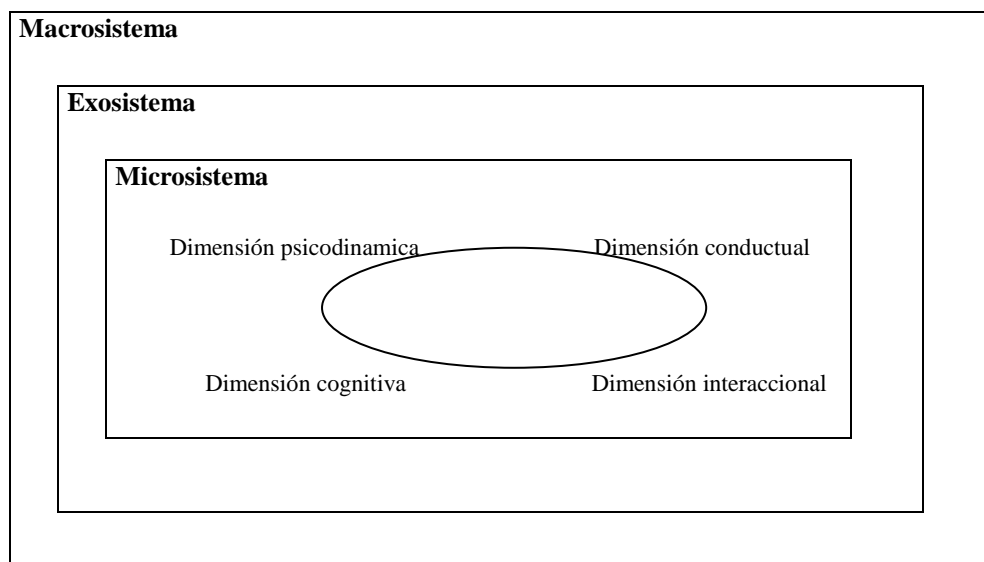 Macrosistema
Exosistema
Microsistema
Dimensión psicodinamica Dimensión conductual
Dimensión cognitiva Dimensión interaccional